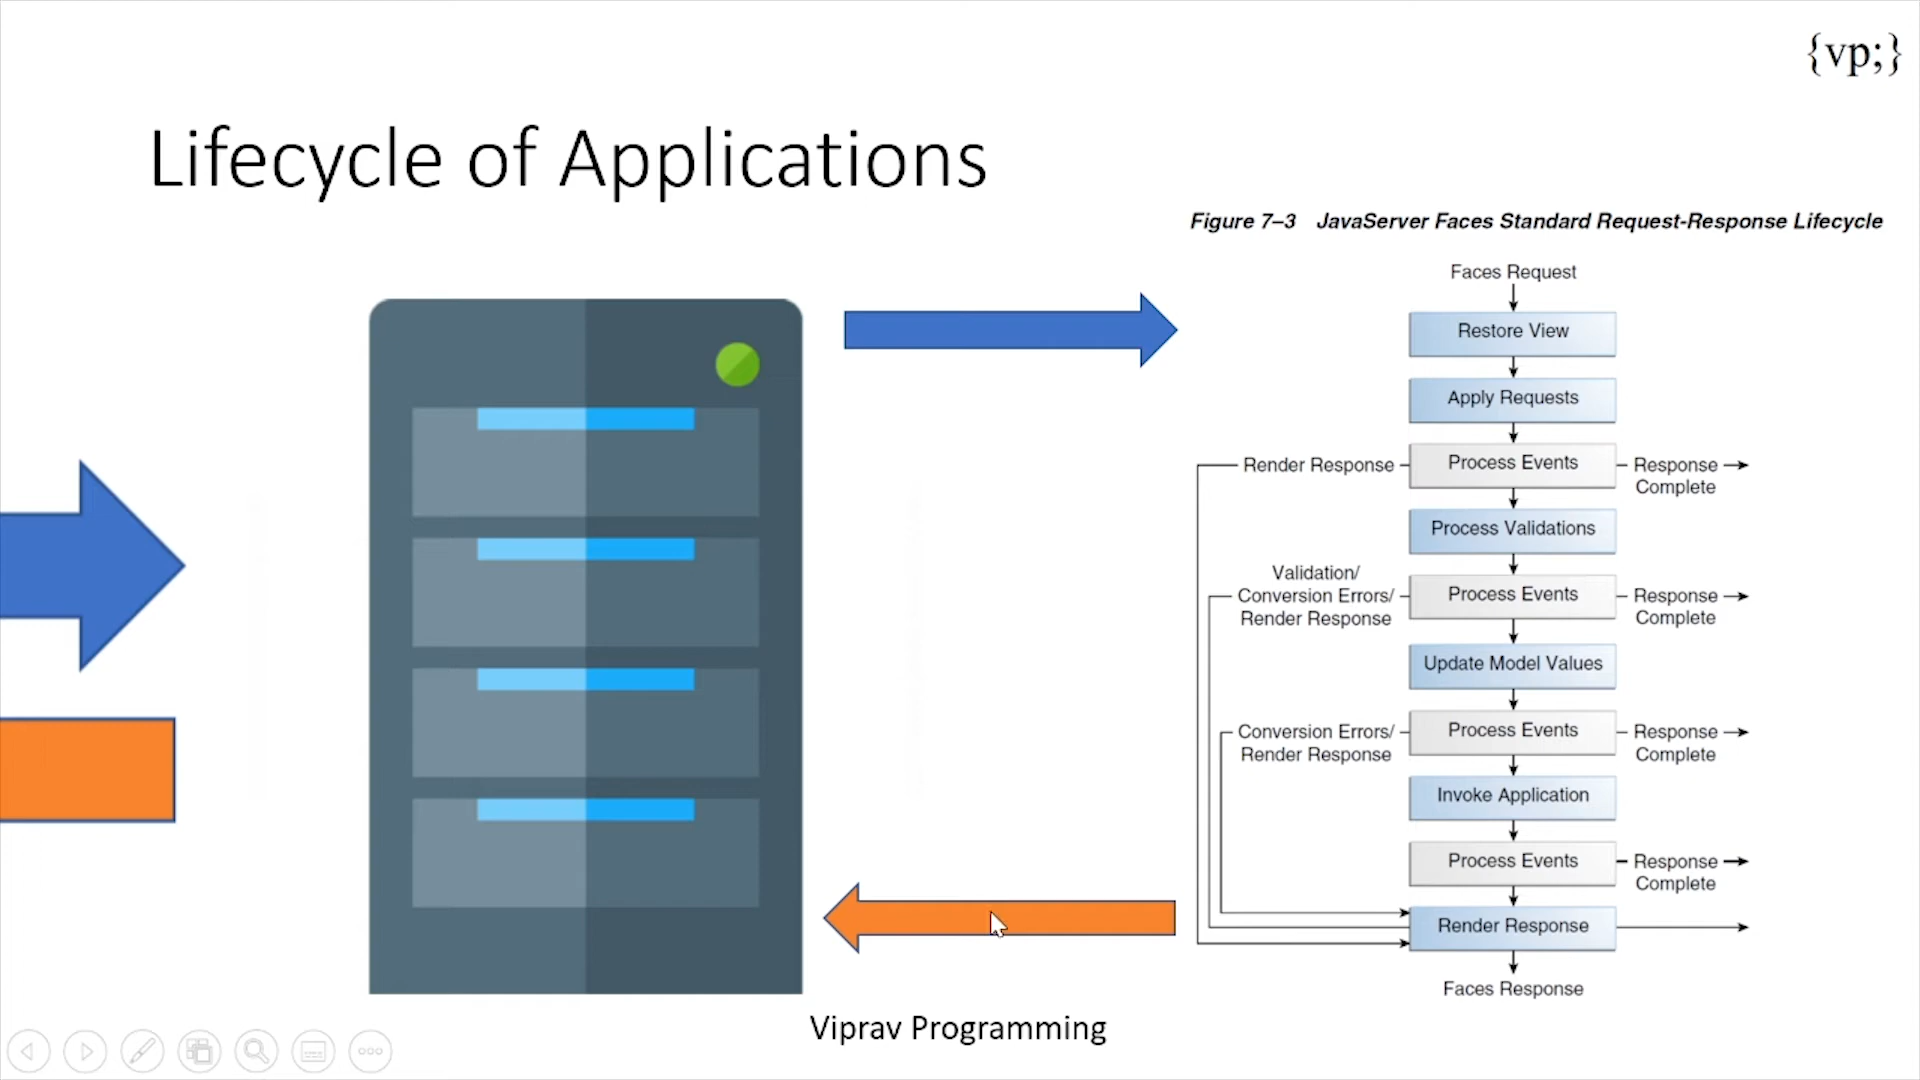 {vp;}
Lifecycle of Applications
Figure 7–3 JavaServer Faces Standard Request-Response Lifecycle
Faces Request
Restore View
Apply Requests
Render Response
Process Events
Response
Complete
Process Validations
Validation/
Conversion Errors/
Render Response
Process Events
Response
Complete
Update Model Values
Conversion Errors/
Render Response
Process Events
Response
Complete
Invoke Application
Process Events
Response
Complete
Render Response
Faces Response
Viprav Programming